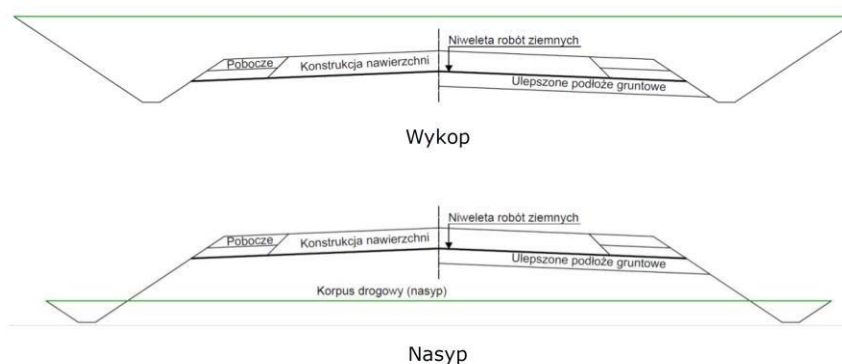 Niweleta robót ziemnych
Pobocze
Konstrukcja nawierzchni
Ulepszone podłoże gruntowe
Wykop
Niweleta robót ziemnych
Pobocze
Konstrukcja nawierzchni
Ulepszone podłoże gruntowe
Korpus drogowy (nasyp)
Nasyp